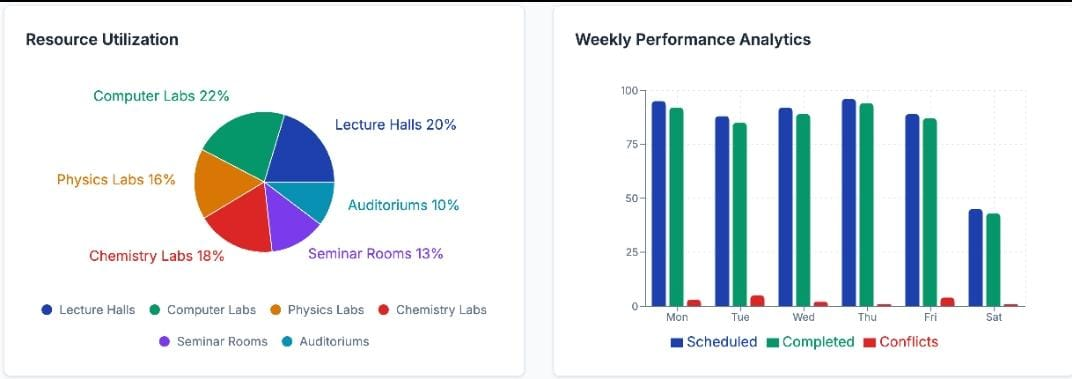 Resource Utilization
Computer Labs 22%
Lecture Halls 20%
Physics Labs 16%
Auditoriums 10%
Chemistry Labs 18%
Seminar Rooms 13%
Lecture Halls Computer Labs Physics Labs Chemistry Labs
Seminar Rooms Auditoriums
Weekly Performance Analytics
100
75
50
25
0
Mon Tue Wed Thu Fri Sat
Scheduled Completed Conflicts